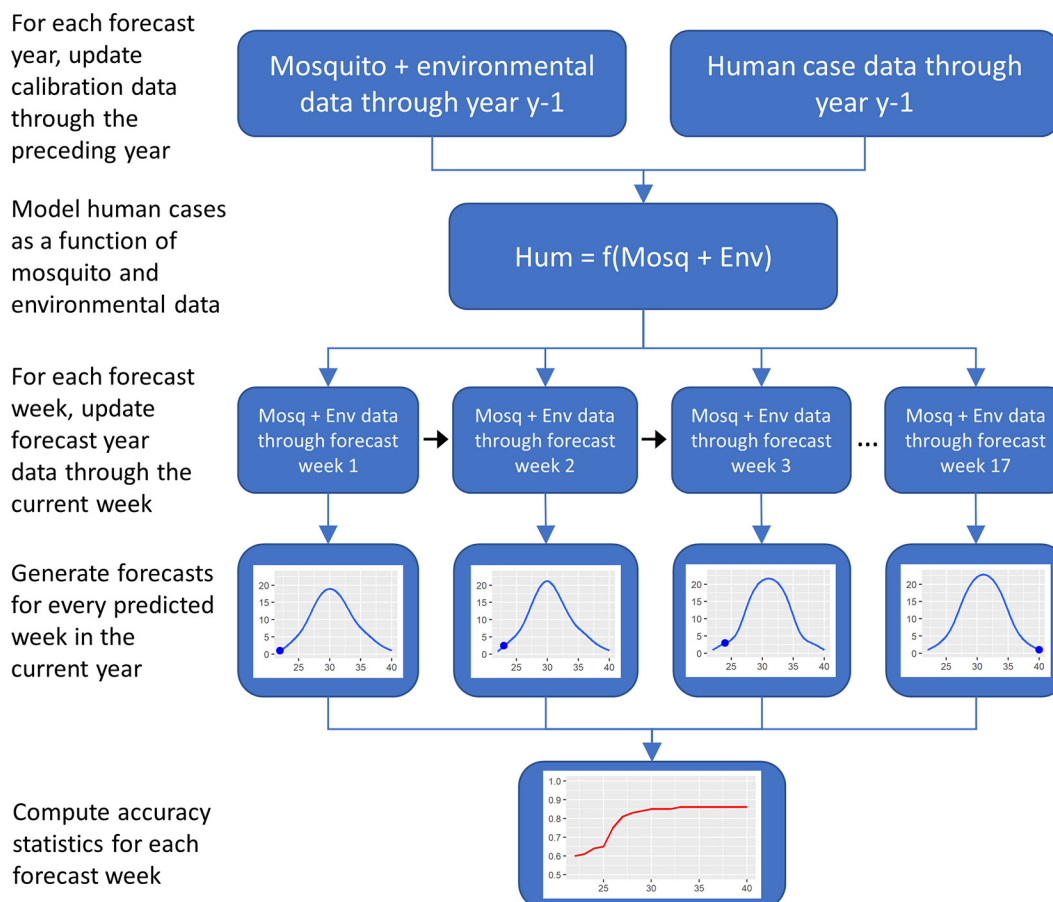 For each forecast
year, update
calibration data
through the
preceding year
Mosquito + environmental
data through year y-1
Human case data through
year y-1
Model human cases
as a function of
mosquito and
environmental data
Hum = f(Mosq + Env)
For each forecast
week, update
forecast year
data through the
current week
Mosq + Env data
through forecast
week 1
Mosq + Env data
through forecast
week 2
Mosq + Env data
through forecast
week 3
...
Mosq + Env data
through forecast
week 17
Generate forecasts
for every predicted
week in the
current year
20
15
10
5
0
25 30 35 40
20
15
10
5
0
25 30 35 40
20
15
10
5
0
25 30 35 40
20
15
10
5
0
25 30 35 40
Compute accuracy
statistics for each
forecast week
1.0
0.9
0.8
0.7
0.6
0.5
25 30 35 40